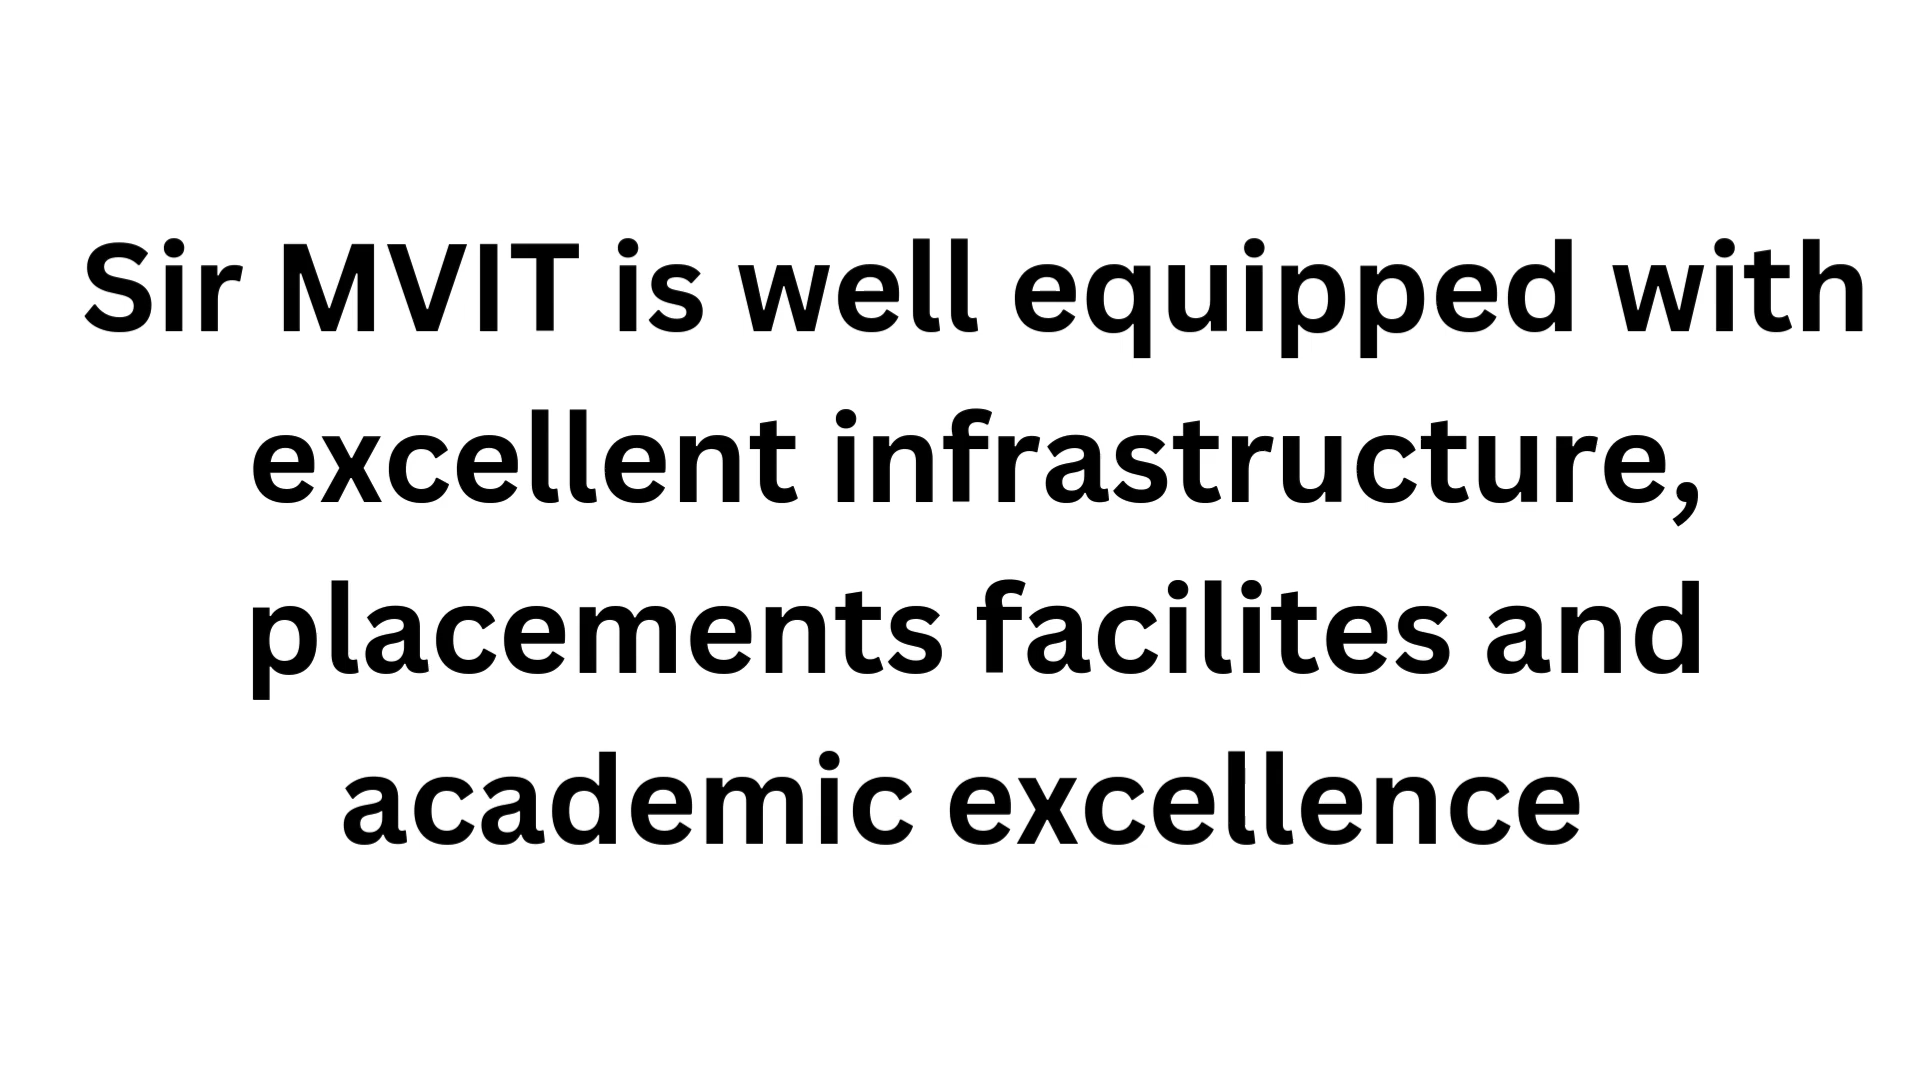 Sir MVIT is well equipped with
excellent infrastructure,
placements facilites and
academic excellence